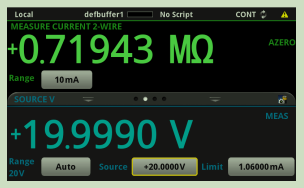 Local defbuffer1 No Script CONT
MEASURE CURRENT 2-WIRE
+0.71943 MΩ
AZERO
Range 10mA
SOURCE V
MEAS
+19.9990 V
Range 20V Auto Source +20.0000V Limit 1.06000mA